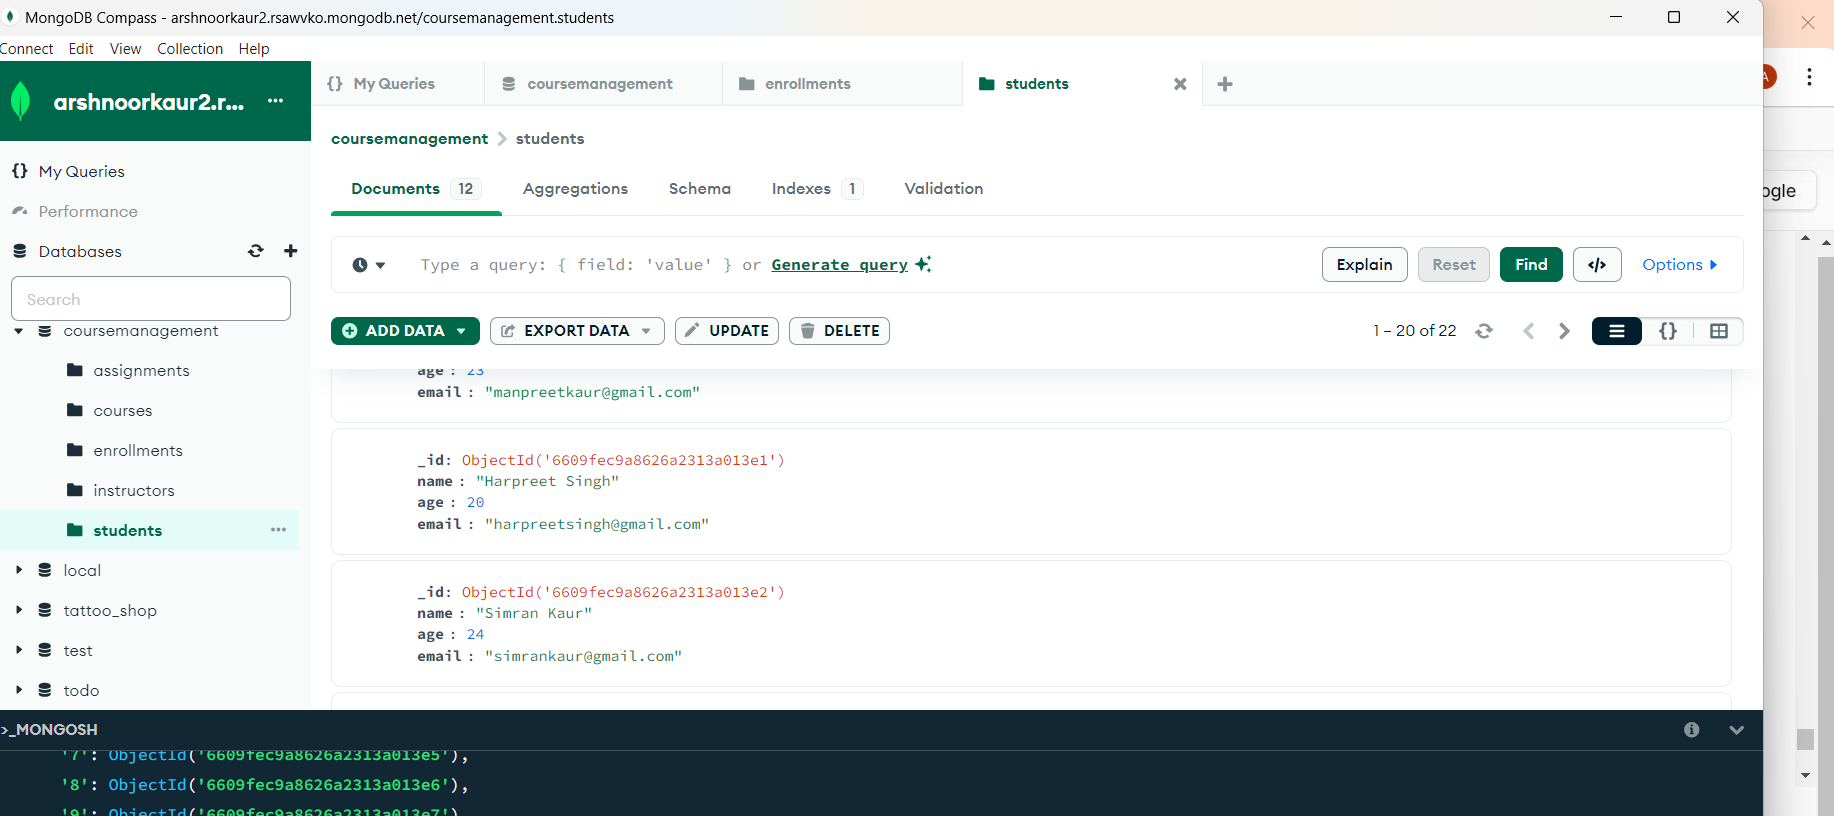 MongoDB Compass - arshnoorkaur2.rsawvko.mongodb.net/coursemanagement.students
Connect Edit View Collection Help
arshnoorkaur2.r... ...
{} My Queries
Performance
Databases
Search
coursemanagement
assignments
courses
enrollments
instructors
students ...
local
tattoo_shop
test
todo
{} My Queries coursemanagement enrollments students
coursemanagement > students
Documents 12 Aggregations Schema Indexes 1 Validation
Type a query: { field: 'value' } or Generate query
Explain Reset Find </> Options
ADD DATA EXPORT DATA UPDATE DELETE 1 – 20 of 22 {}
age : 23
email : "manpreetkaur@gmail.com"
_id: ObjectId('6609fec9a8626a2313a013e1')
name : "Harpreet Singh"
age : 20
email : "harpreetsingh@gmail.com"
_id: ObjectId('6609fec9a8626a2313a013e2')
name : "Simran Kaur"
age : 24
email : "simrankaur@gmail.com"
>_MONGOSH
'7': ObjectId('6609fec9a8626a2313a013e5'),
'8': ObjectId('6609fec9a8626a2313a013e6'),
'9': ObjectId('6609fec9a8626a2313a013e7')
A
ogle